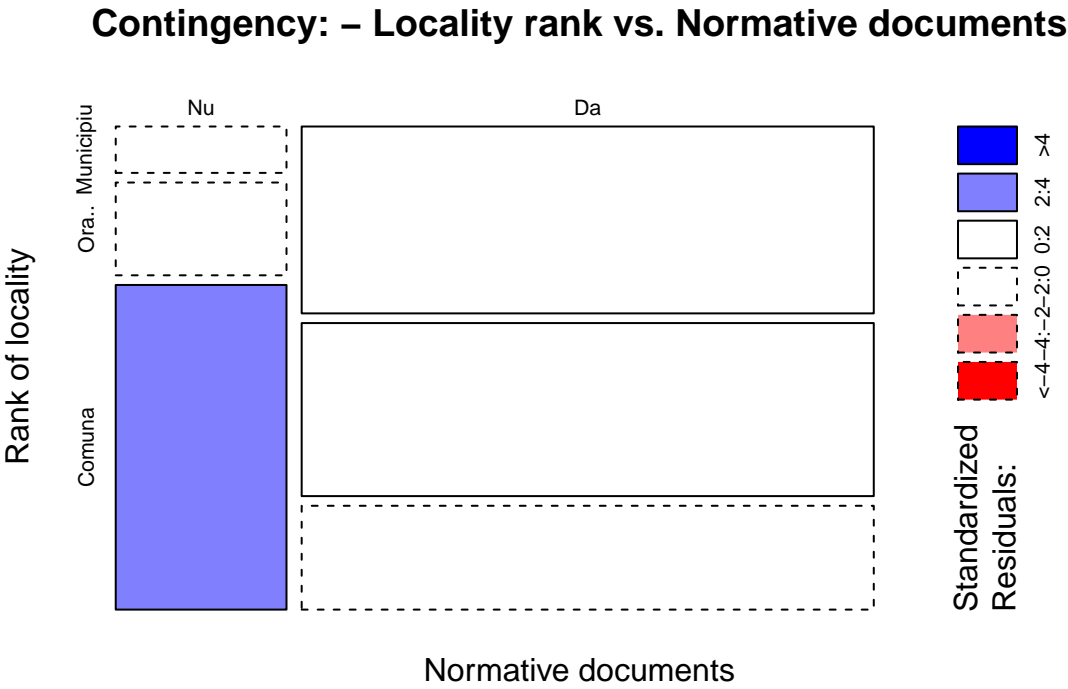 Contingency: – Locality rank vs. Normative documents
Nu
Da
Municipiu
Ora..
Comuna
Rank of locality
Normative documents
Standardized
Residuals:
<–4
–4:–2
–2:0
0:2
2:4
>4